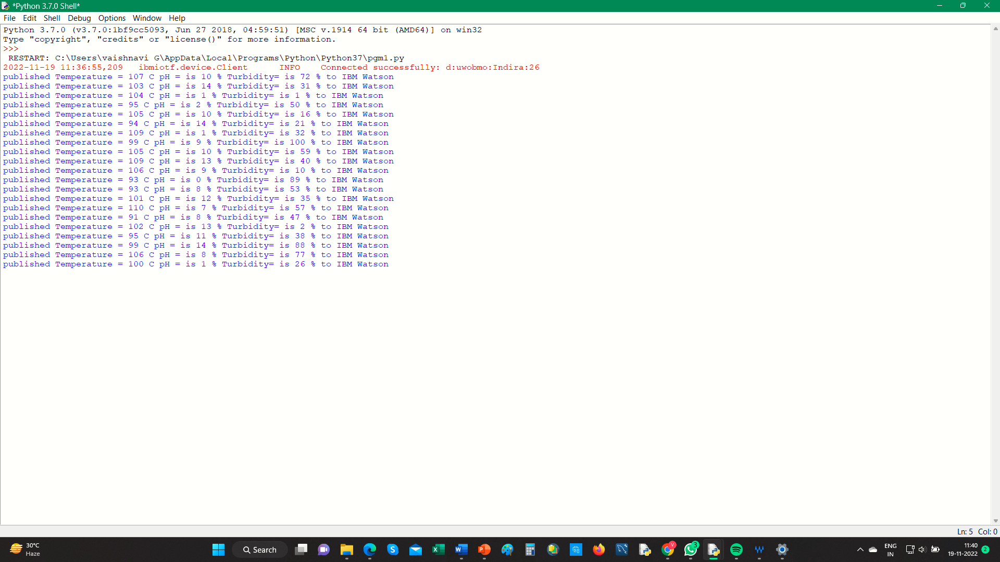 *Python 3.7.0 Shell*
File Edit Shell Debug Options Window Help
Python 3.7.0 (v3.7.0:1bf9cc5093, Jun 27 2018, 04:59:51) [MSC v.1914 64 bit (AMD64)] on win32
Type "copyright", "credits" or "license()" for more information.
>>>
RESTART: C:\Users\vaishnavi G\AppData\Local\Programs\Python\Python37\pgm1.py
2022-11-19 11:36:55,209   ibmiotf.device.Client      INFO    Connected successfully: d:uwobmo:Indira:26
published Temperature = 107 C pH = is 10 % Turbidity= is 72 % to IBM Watson
published Temperature = 103 C pH = is 14 % Turbidity= is 31 % to IBM Watson
published Temperature = 104 C pH = is 1 % Turbidity= is 1 % to IBM Watson
published Temperature = 95 C pH = is 2 % Turbidity= is 50 % to IBM Watson
published Temperature = 105 C pH = is 10 % Turbidity= is 16 % to IBM Watson
published Temperature = 94 C pH = is 14 % Turbidity= is 21 % to IBM Watson
published Temperature = 109 C pH = is 1 % Turbidity= is 32 % to IBM Watson
published Temperature = 99 C pH = is 9 % Turbidity= is 100 % to IBM Watson
published Temperature = 105 C pH = is 10 % Turbidity= is 59 % to IBM Watson
published Temperature = 109 C pH = is 13 % Turbidity= is 40 % to IBM Watson
published Temperature = 106 C pH = is 9 % Turbidity= is 10 % to IBM Watson
published Temperature = 93 C pH = is 0 % Turbidity= is 89 % to IBM Watson
published Temperature = 93 C pH = is 8 % Turbidity= is 53 % to IBM Watson
published Temperature = 101 C pH = is 12 % Turbidity= is 35 % to IBM Watson
published Temperature = 110 C pH = is 7 % Turbidity= is 57 % to IBM Watson
published Temperature = 91 C pH = is 8 % Turbidity= is 47 % to IBM Watson
published Temperature = 102 C pH = is 13 % Turbidity= is 2 % to IBM Watson
published Temperature = 95 C pH = is 11 % Turbidity= is 38 % to IBM Watson
published Temperature = 99 C pH = is 14 % Turbidity= is 88 % to IBM Watson
published Temperature = 106 C pH = is 8 % Turbidity= is 77 % to IBM Watson
published Temperature = 100 C pH = is 1 % Turbidity= is 26 % to IBM Watson
Ln: 5 Col: 0
30°C
Haze
Search
V
3
ENG
IN
11:40
19-11-2022
2